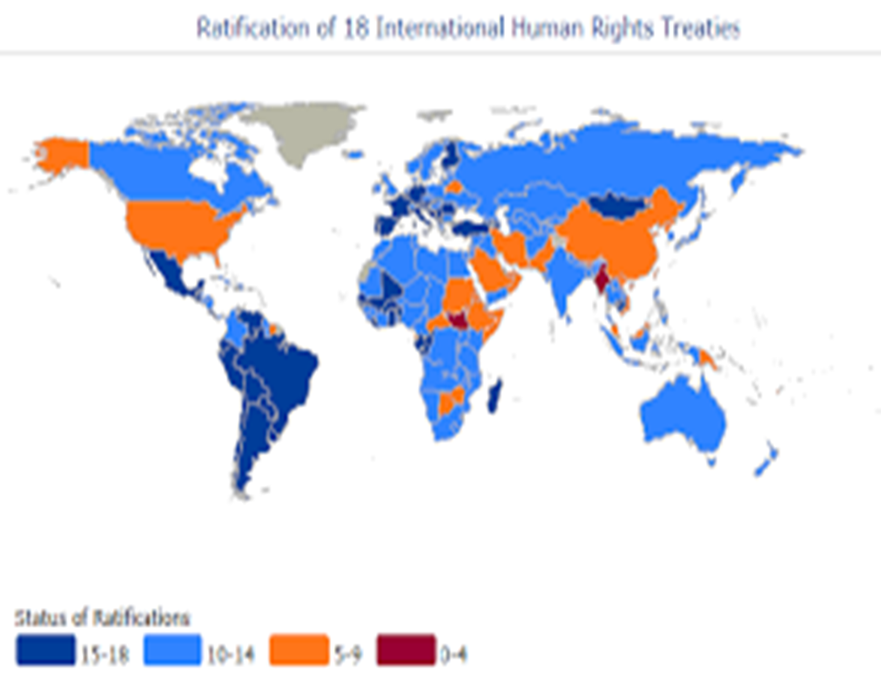 Ratification of 18 International Human Rights Treaties
Status of Ratifications
15-18 10-14 5-9 0-4